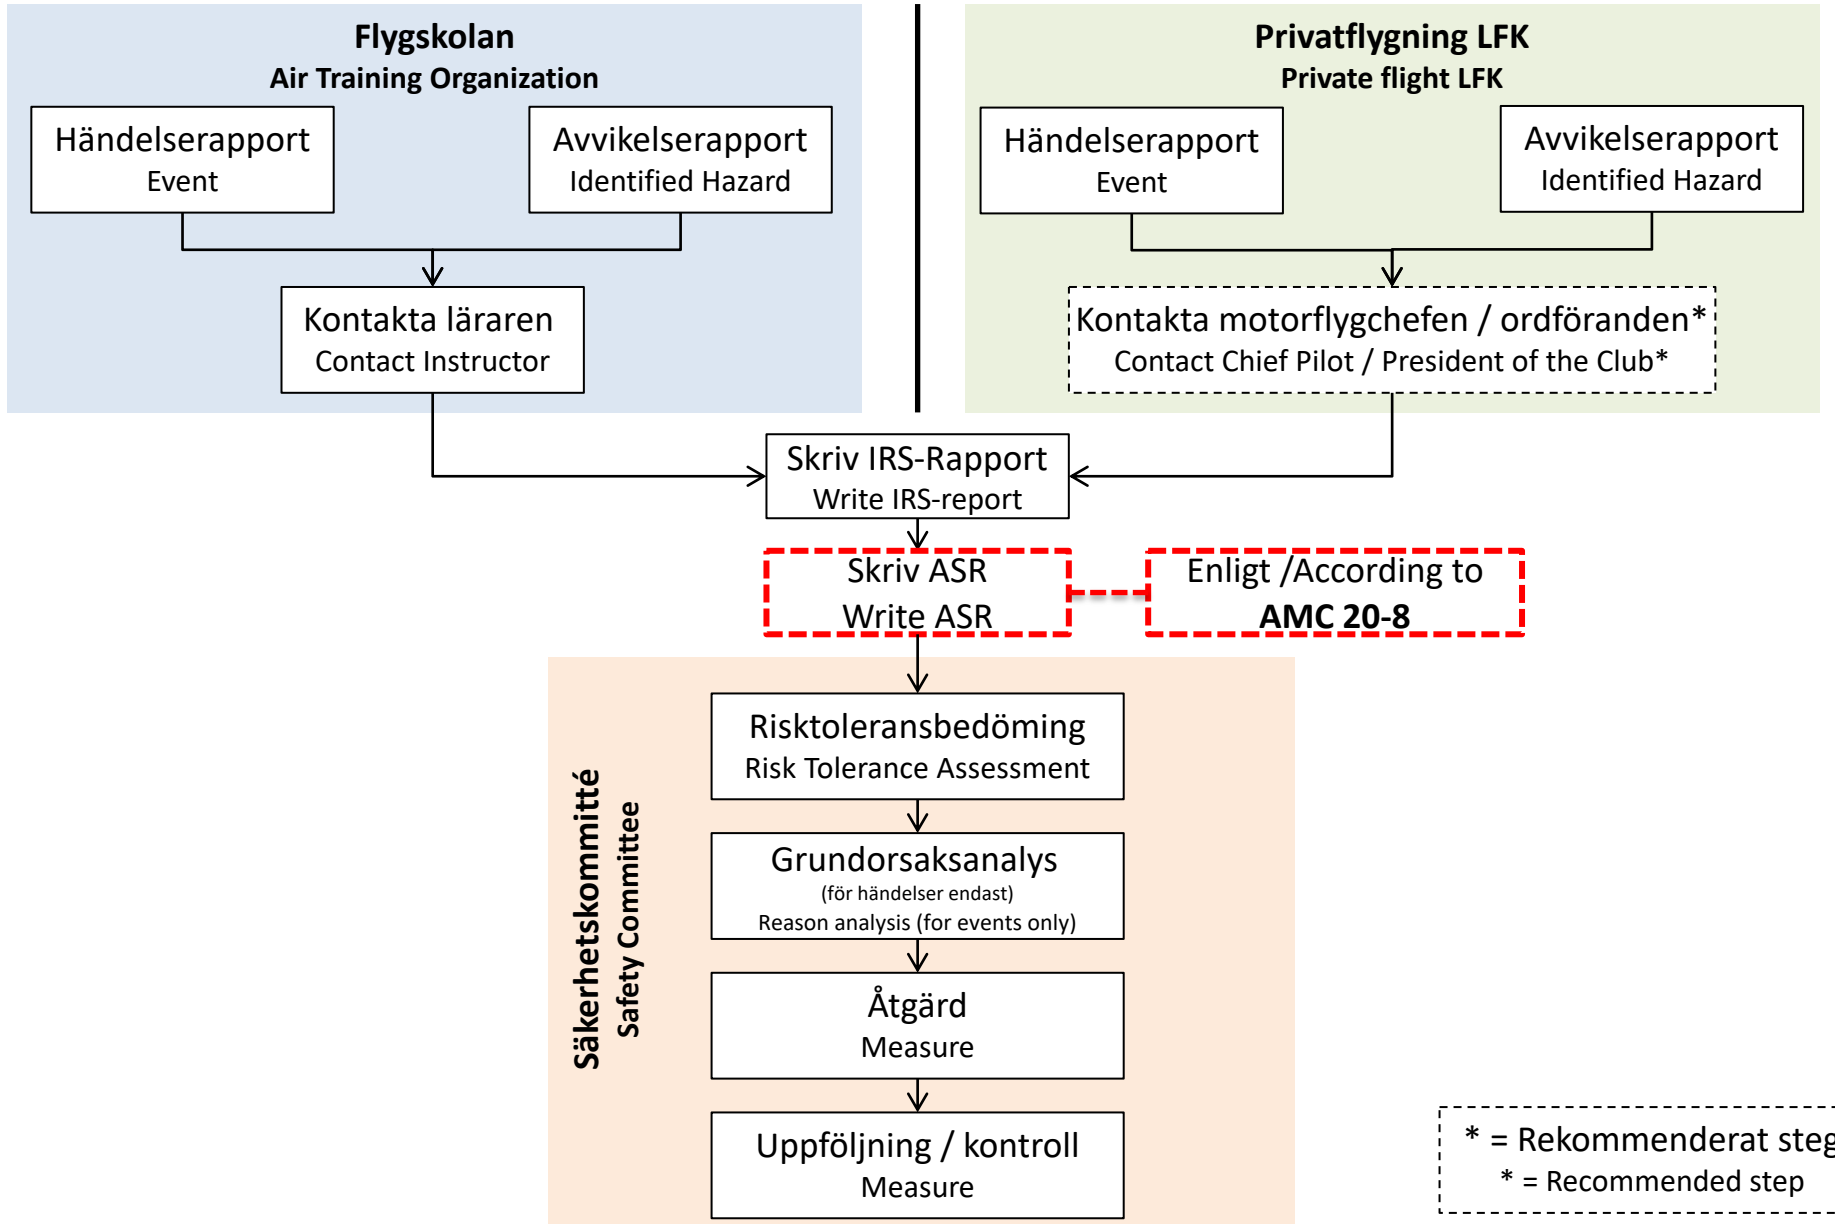 Flygskolan
Air Training Organization
Händelserapport
Event
Avvikelserapport
Identified Hazard
Kontakta läraren
Contact Instructor
Privatflygning LFK
Private flight LFK
Händelserapport
Event
Avvikelserapport
Identified Hazard
Kontakta motorflygchefen / ordföranden*
Contact Chief Pilot / President of the Club*
Skriv IRS-Rapport
Write IRS-report
Skriv ASR
Write ASR
Enligt /According to
AMC 20-8
Säkerhetskommitté
Safety Committee
Risktoleransbedöming
Risk Tolerance Assessment
Grundorsaksanalys
(för händelser endast)
Reason analysis (for events only)
Åtgärd
Measure
Uppföljning / kontroll
Measure
* = Rekommenderat steg
* = Recommended step